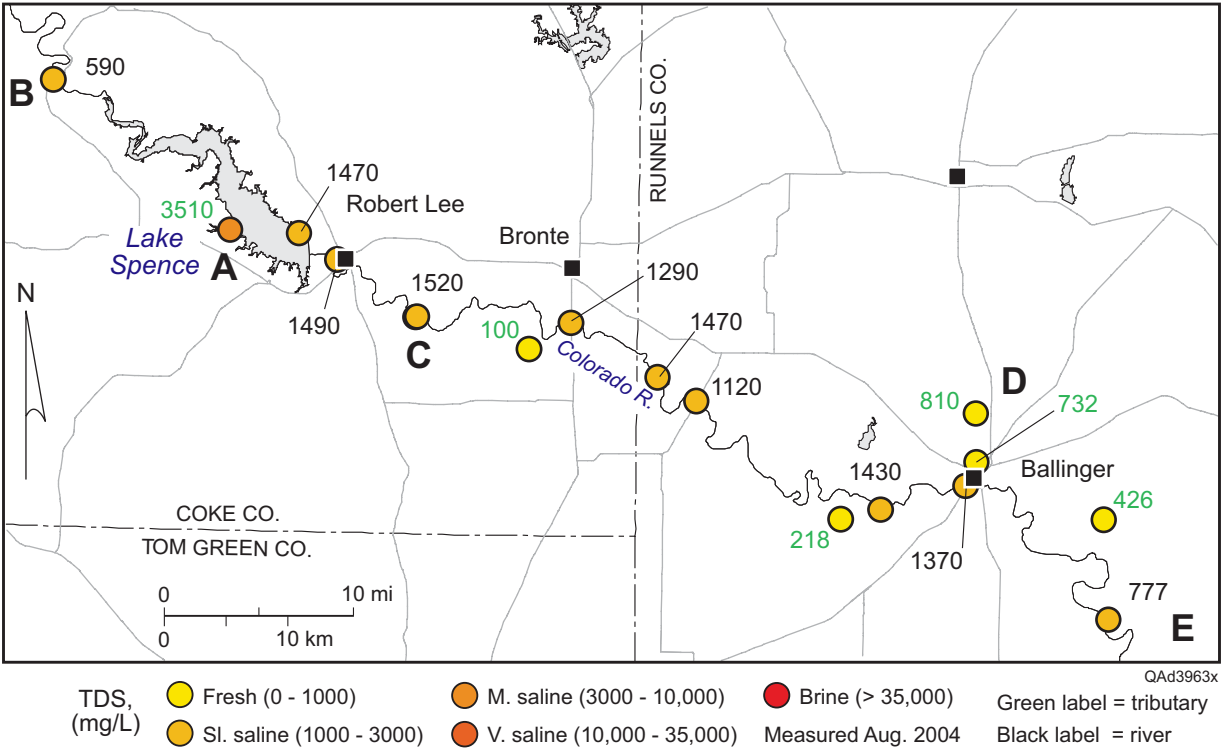 B
590
RUNNELS CO.
1470
3510
Robert Lee
Lake
Spence
A
Bronte
1290
N
1520
1490
100
1470
C
Colorado R.
1120
D
810
732
1430
Ballinger
426
COKE CO.
218
TOM GREEN CO.
1370
0
10 mi
777
0
10 km
E
QAd3963x
TDS,
(mg/L)
Fresh (0 - 1000)
Sl. saline (1000 - 3000)
M. saline (3000 - 10,000)
V. saline (10,000 - 35,000)
Brine (> 35,000)
Measured Aug. 2004
Green label = tributary
Black label = river